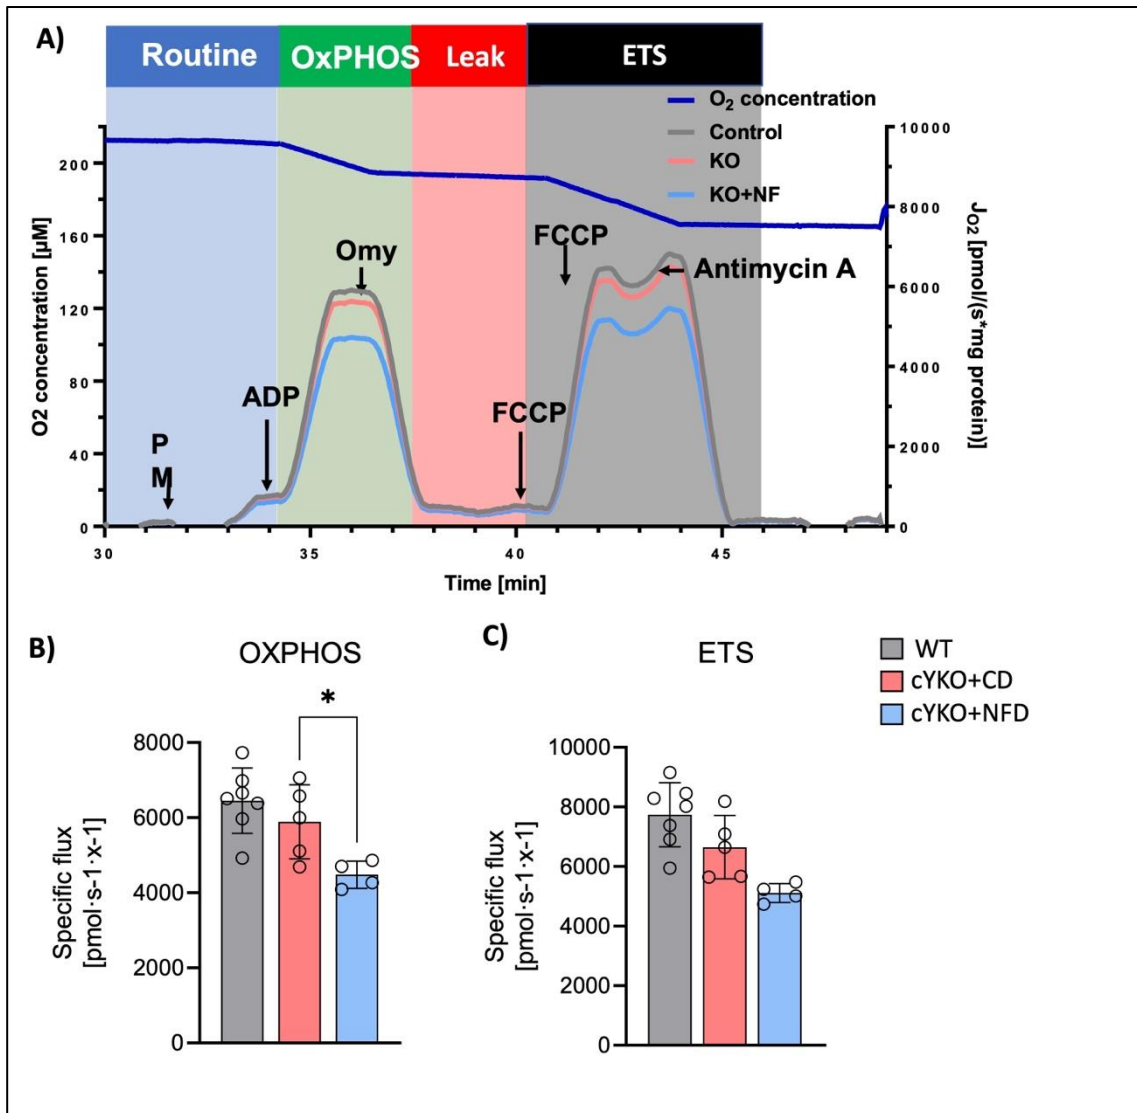 A)
Routine
OxPHOS
Leak
ETS
O₂ concentration
Control
KO
KO+NF
200
160
120
80
40
0
O2 concentration [µM]
10000
8000
6000
4000
2000
0
J_O2 [pmol/(s*mg protein)]
P
M
ADP
Omy
FCCP
FCCP
Antimycin A
30
35
40
45
Time [min]
B)
OXPHOS
*
8000
6000
4000
2000
0
Specific flux
[pmol·s-1·x-1)
C)
ETS
10000
8000
6000
4000
2000
0
Specific flux
[pmol·s-1·x-1)
WT
cYKO+CD
cYKO+NFD